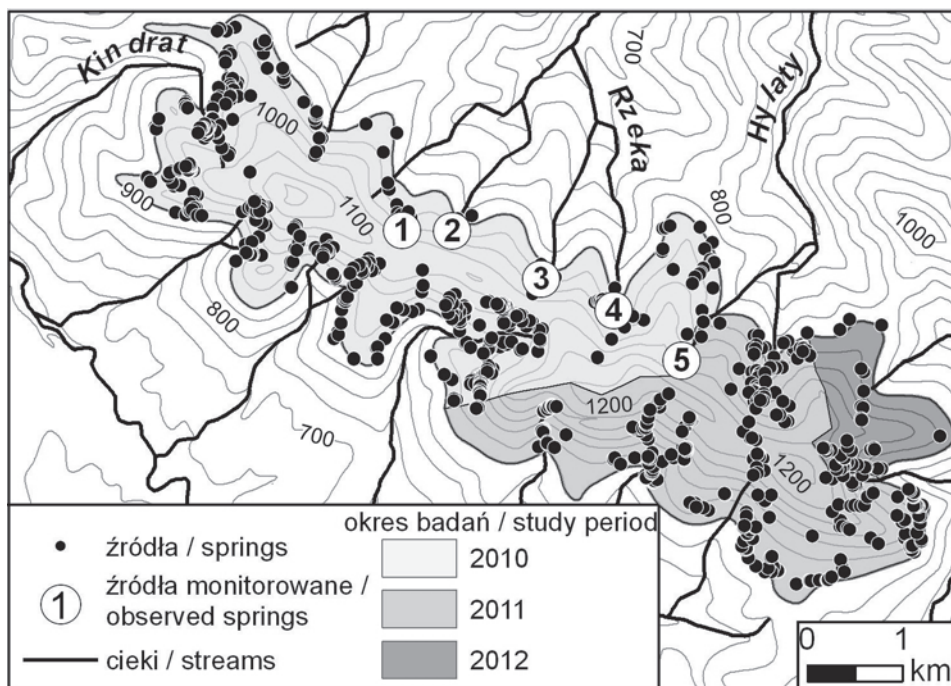 Kindrat
1000
900
1100
800
700
Rzeka
Hylaty
800
1000
1
2
3
4
5
700
1200
1200
źródła / springs
1
źródła monitorowane /
observed springs
cieki / streams
okres badań / study period
2010
2011
2012
0 1
km